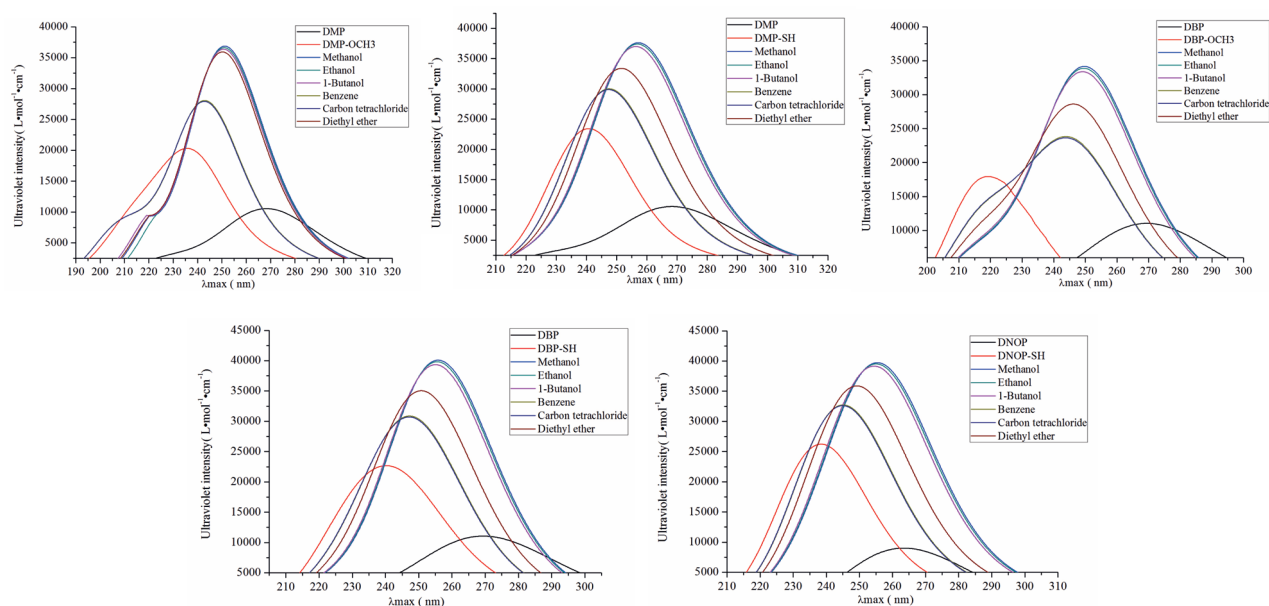 40000
35000
30000
25000
20000
15000
10000
5000
Ultraviolet intensity( L•mol⁻¹•cm⁻¹)
190 200 210 220 230 240 250 260 270 280 290 300 310 320
λmax ( nm)
DMP
DMP-OCH3
Methanol
Ethanol
1-Butanol
Benzene
Carbon tetrachloride
Diethyl ether
40000
35000
30000
25000
20000
15000
10000
5000
Ultraviolet intensity( L•mol⁻¹•cm⁻¹)
210 220 230 240 250 260 270 280 290 300 310 320
λmax ( nm)
DMP
DMP-SH
Methanol
Ethanol
1-Butanol
Benzene
Carbon tetrachloride
Diethyl ether
40000
35000
30000
25000
20000
15000
10000
Ultraviolet intensity( L•mol⁻¹•cm⁻¹)
200 210 220 230 240 250 260 270 280 290 300
λmax ( nm)
DBP
DBP-OCH3
Methanol
Ethanol
1-Butanol
Benzene
Carbon tetrachloride
Diethyl ether
45000
40000
35000
30000
25000
20000
15000
10000
5000
Ultraviolet intensity( L•mol⁻¹•cm⁻¹)
210 220 230 240 250 260 270 280 290 300
λmax ( nm)
DBP
DBP-SH
Methanol
Ethanol
1-Butanol
Benzene
Carbon tetrachloride
Diethyl ether
45000
40000
35000
30000
25000
20000
15000
10000
5000
Ultraviolet intensity( L•mol⁻¹•cm⁻¹)
210 220 230 240 250 260 270 280 290 300 310
λmax ( nm)
DNOP
DNOP-SH
Methanol
Ethanol
1-Butanol
Benzene
Carbon tetrachloride
Diethyl ether